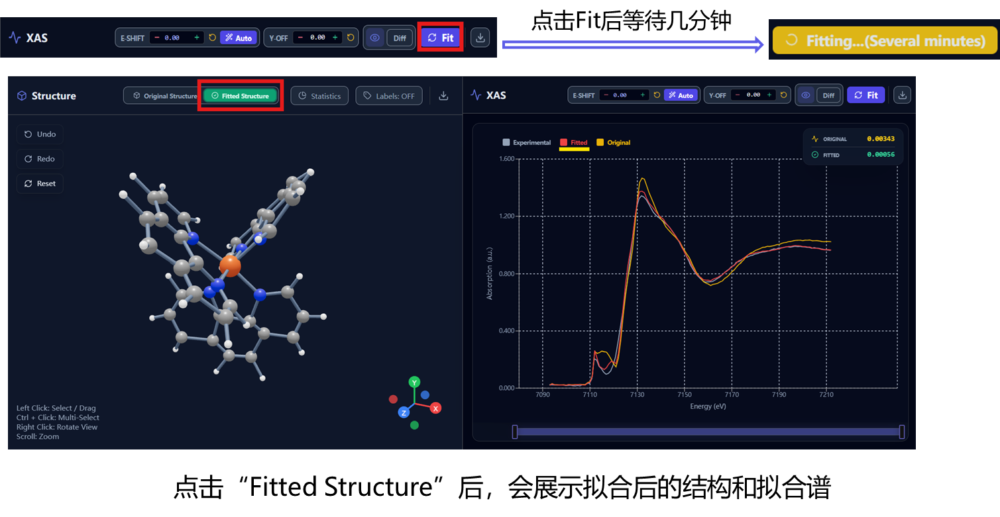 点击Fit后等待几分钟
XAS
E-SHIFT − 0.00 + Auto
Y-OFF − 0.00 +
Diff
Fit
Fitting...(Several minutes)
Structure
Original Structure
Fitted Structure
Statistics
Labels: OFF
Undo
Redo
Reset
Y
X
Z
Left Click: Select / Drag
Ctrl + Click: Multi-Select
Right Click: Rotate View
Scroll: Zoom
XAS
E-SHIFT − 0.00 + Auto
Y-OFF − 0.00 +
Diff
Fit
Experimental Fitted Original
ORIGINAL 0.00343
FITTED 0.00056
1.600
1.200
0.800
0.400
0.000
Absorption (a.u.)
7090 7110 7130 7150 7170 7190 7210
Energy (eV)
点击“Fitted Structure”后，会展示拟合后的结构和拟合谱